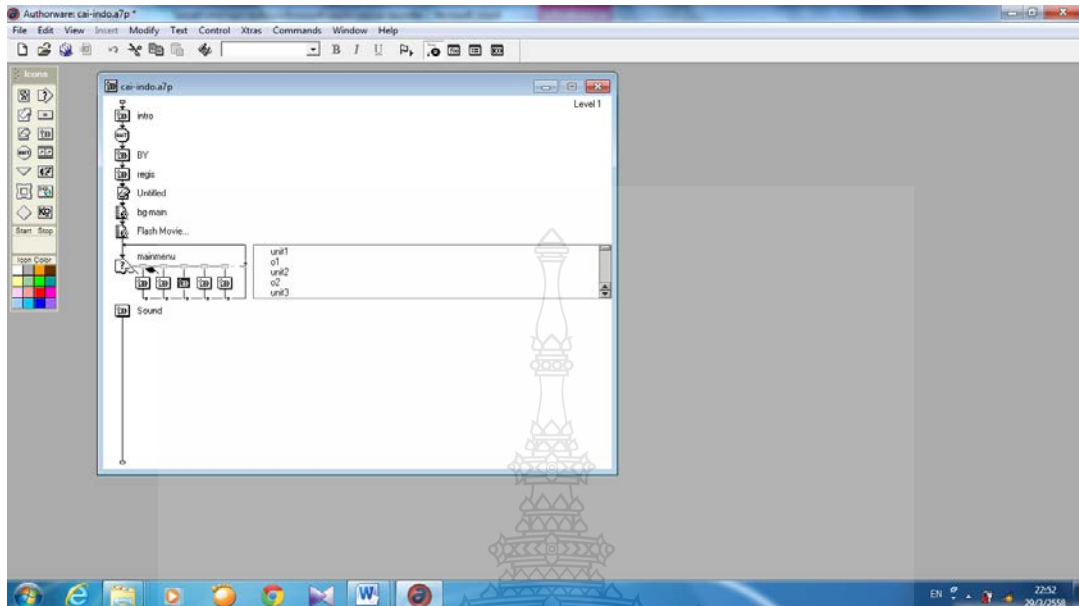 Authorware: cai-indo.a7p *
File Edit View Insert Modify Text Control Xtras Commands Window Help
B I U
Icons
cai-indo.a7p
Level 1
intro
WAIT
BY
regis
Untitled
bg-main
Flash Movie...
mainmenu
unit1
o1
unit2
o2
unit3
Sound
Start Stop
Icon Color
EN
22:52
29/3/2558